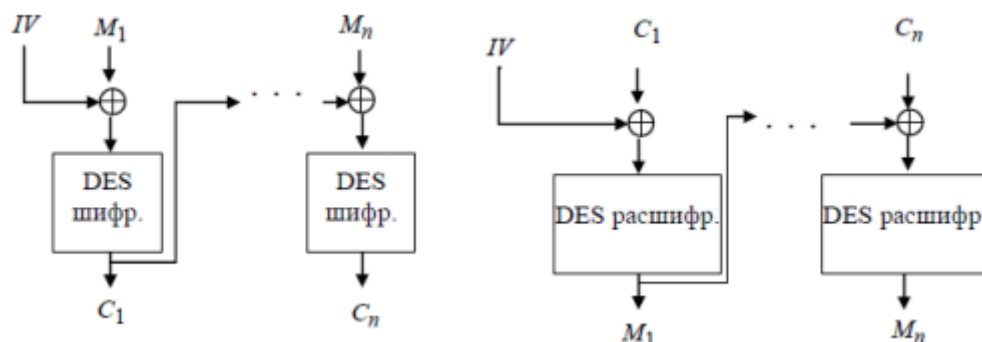 IV M1 Mn
. . .
DES
шифр.
DES
шифр.
C1 Cn
IV C1 Cn
. . .
DES расшифр.
DES расшифр
M1 Mn